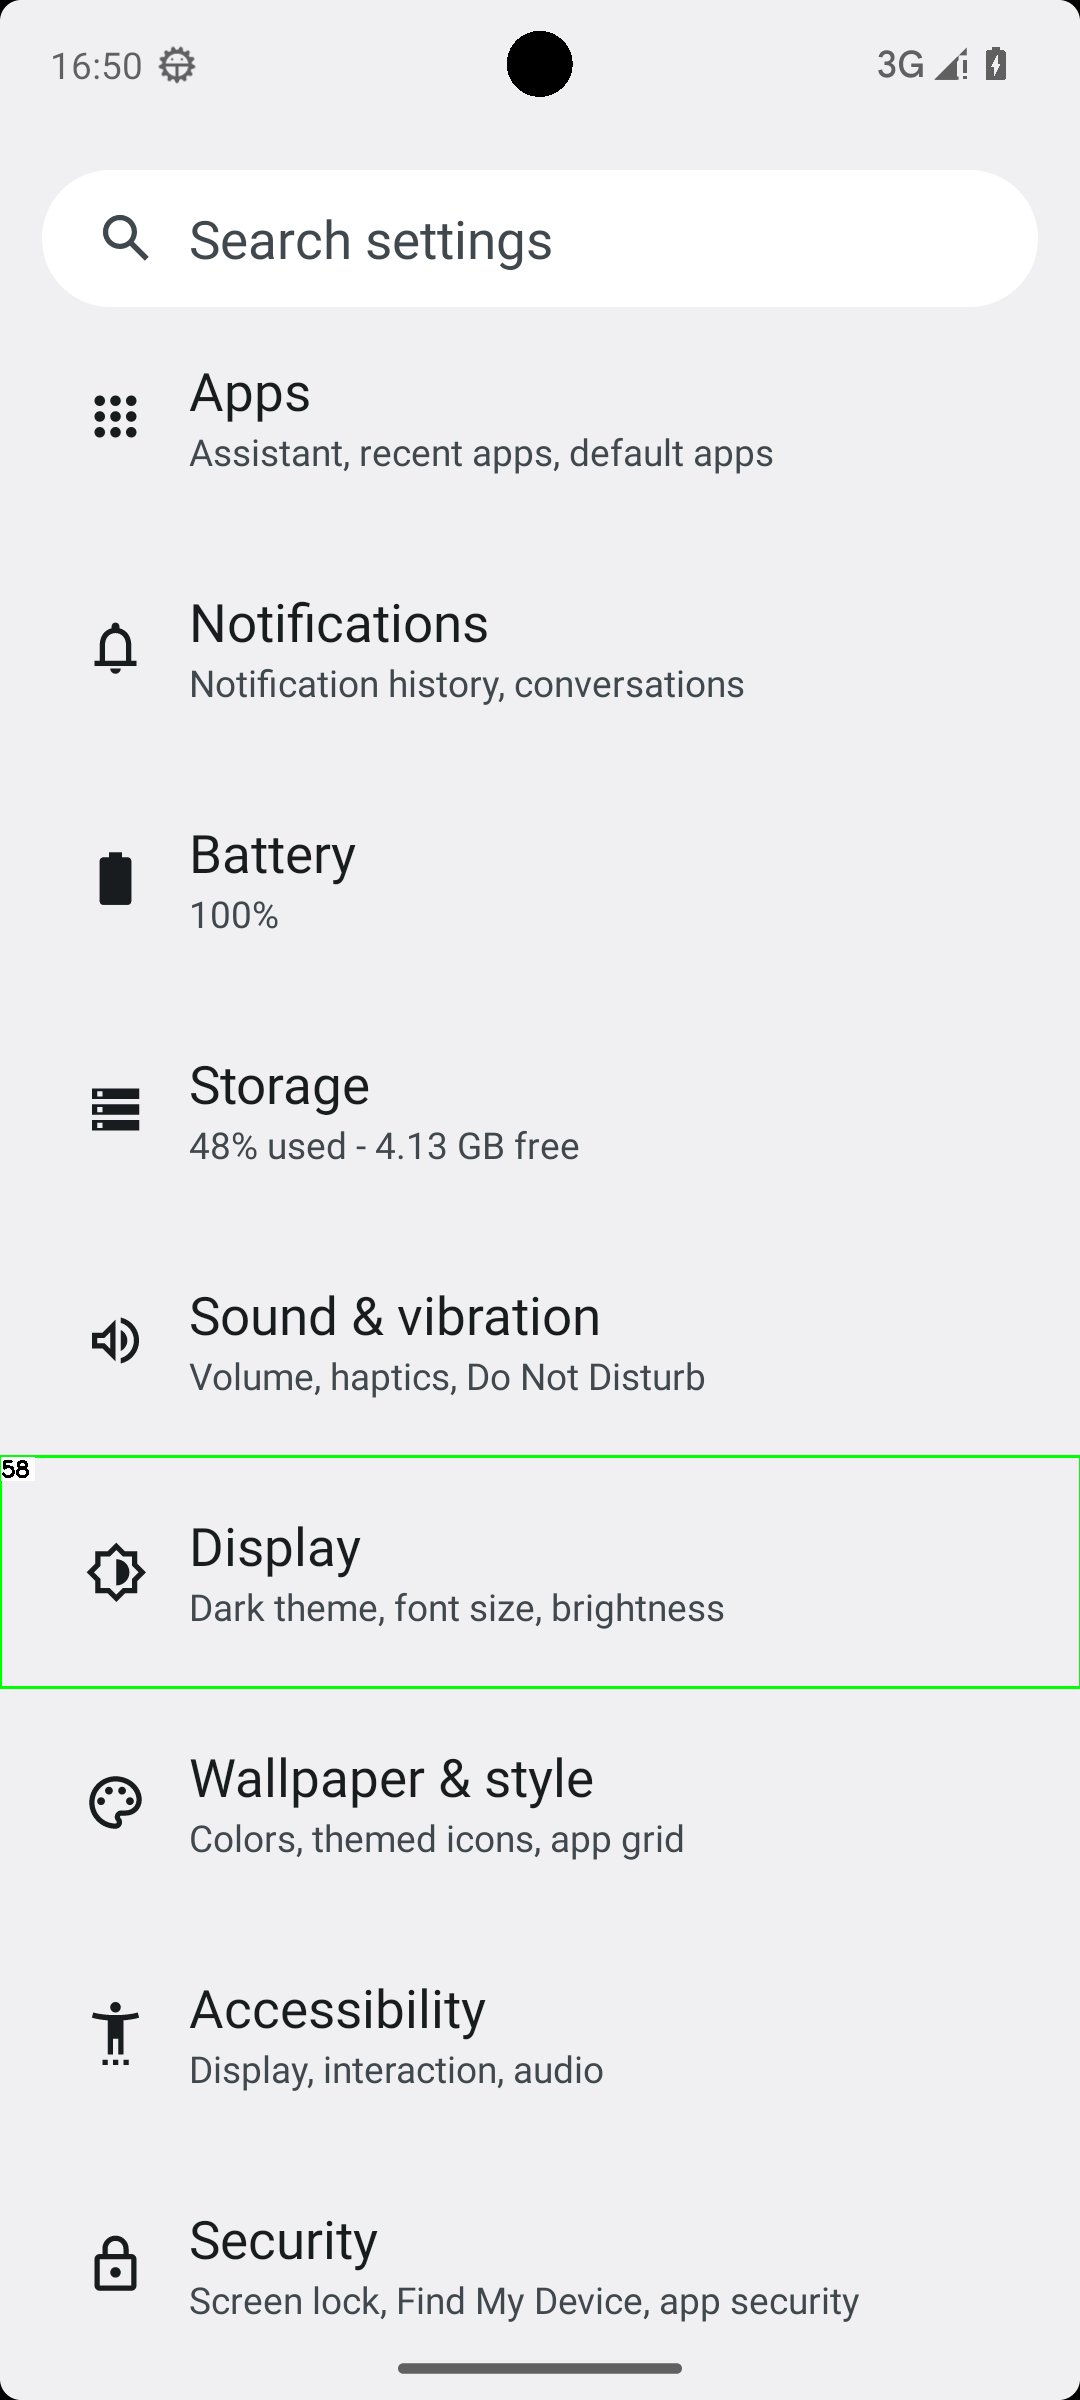 16:50
3G
Search settings
Apps
Assistant, recent apps, default apps
Notifications
Notification history, conversations
Battery
100%
Storage
48% used - 4.13 GB free
Sound & vibration
Volume, haptics, Do Not Disturb
58
Display
Dark theme, font size, brightness
Wallpaper & style
Colors, themed icons, app grid
Accessibility
Display, interaction, audio
Security
Screen lock, Find My Device, app security